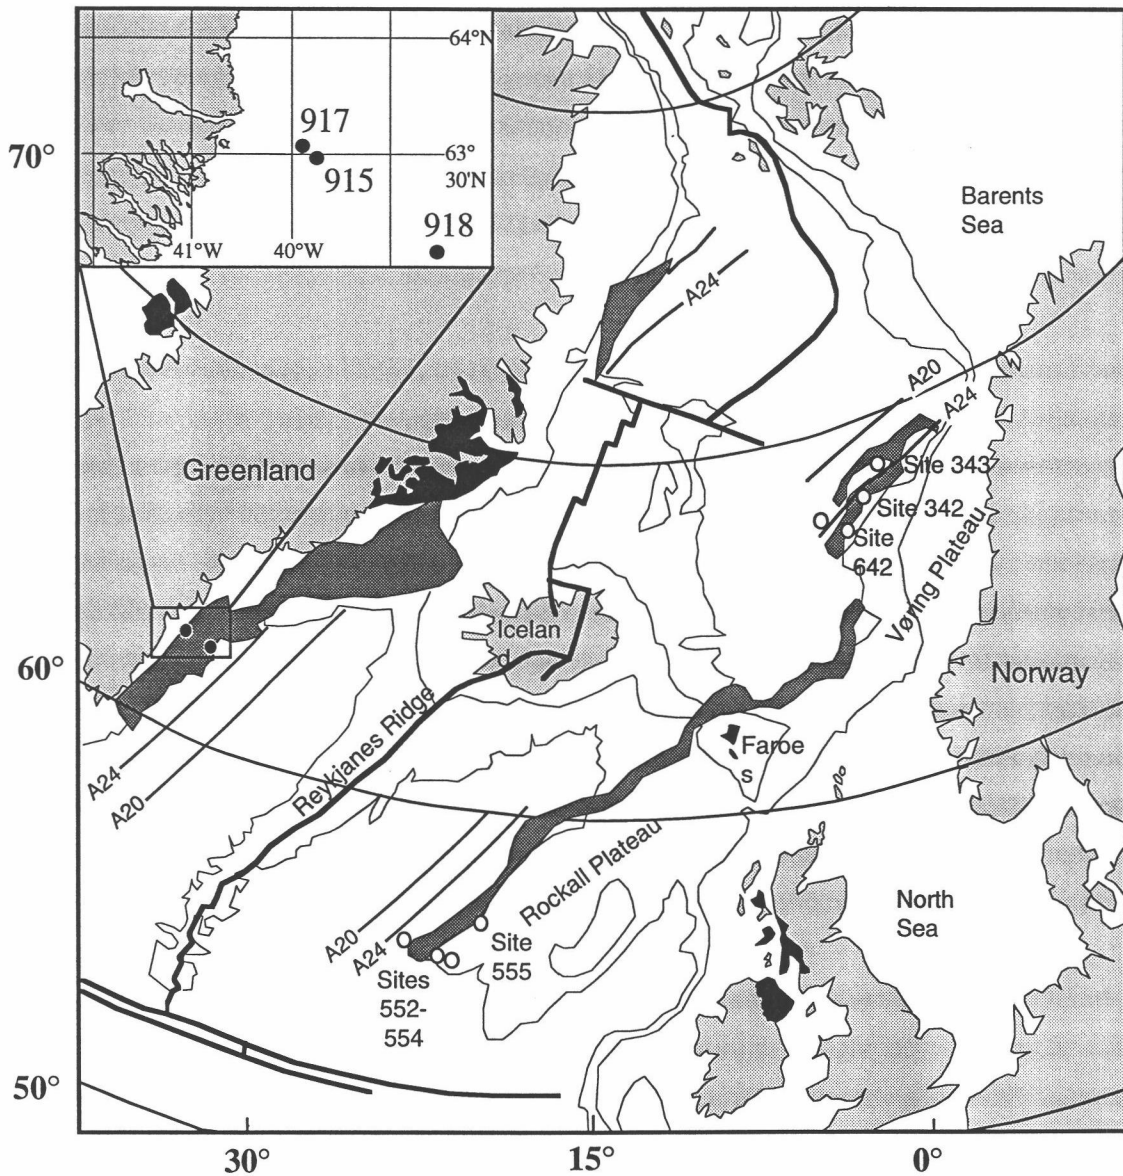 64°N
917
63°
30'N
915
918
41°W
40°W
70°
Barents
Sea
A24
A20
A24
Greenland
Site 343
Site 342
Site
642
Vøring Plateau
Icelan
d
60°
Norway
Reykjanes Ridge
Faroe
s
A24
A20
Rockall Plateau
North
Sea
A20
A24
Site
555
Sites
552-
554
50°
30°
15°
0°